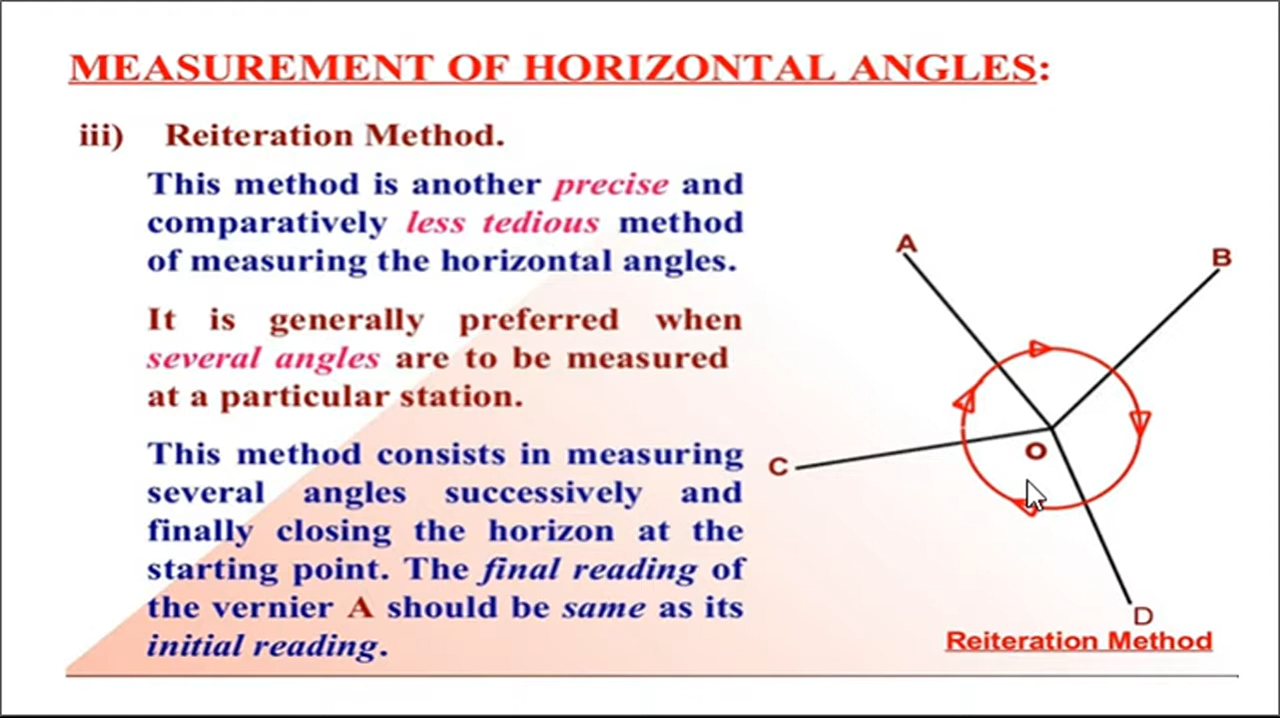 MEASUREMENT OF HORIZONTAL ANGLES:
iii) Reiteration Method.
This method is another precise and
comparatively less tedious method
of measuring the horizontal angles.
It is generally preferred when
several angles are to be measured
at a particular station.
This method consists in measuring
several angles successively and
finally closing the horizon at the
starting point. The final reading of
the vernier A should be same as its
initial reading.
A
B
C
O
D
Reiteration Method